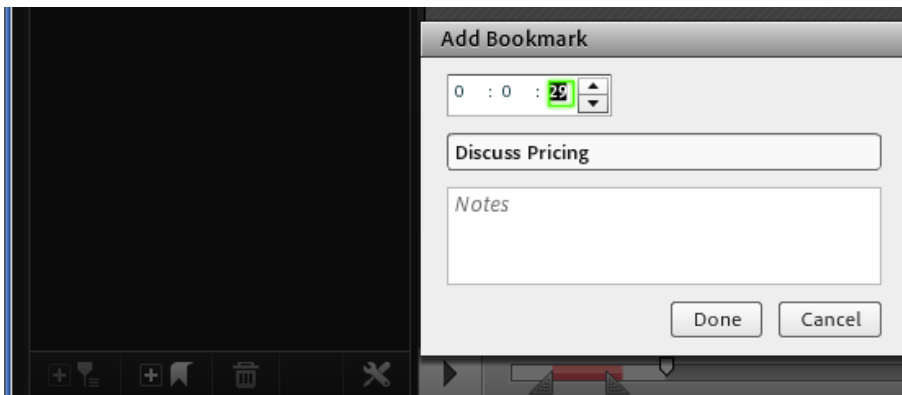 Add Bookmark
0 : 0 : 29
Discuss Pricing
Notes
Done Cancel